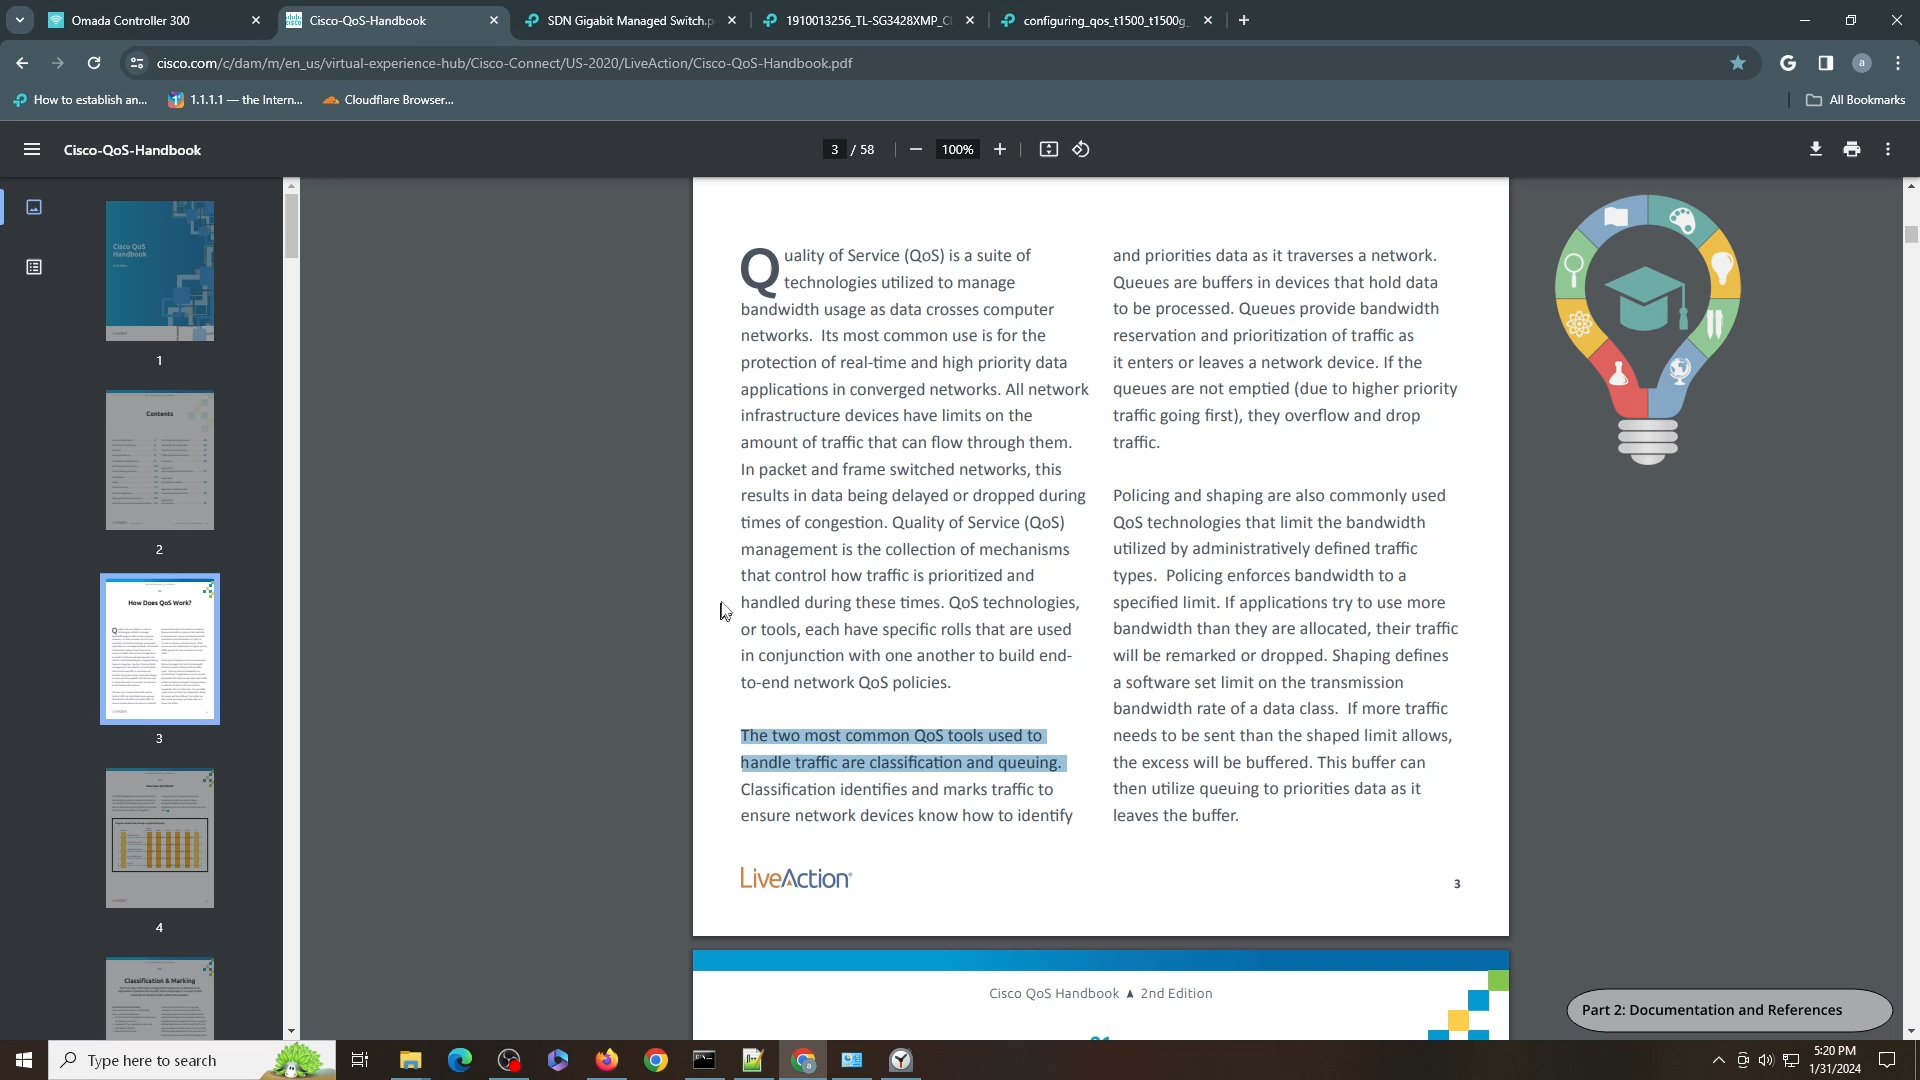 Omada Controller 300
Cisco-QoS-Handbook
SDN Gigabit Managed Switch.p
1910013256_TL-SG3428XMP_C
configuring_qos_t1500_t1500g_
cisco.com/c/dam/m/en_us/virtual-experience-hub/Cisco-Connect/US-2020/LiveAction/Cisco-QoS-Handbook.pdf
a
How to establish an...
1.1.1.1 — the Intern...
Cloudflare Browser...
All Bookmarks
Cisco-QoS-Handbook
3 / 58
100%
Cisco QoS
Handbook
1
Contents
2
How Does QoS Work?
3
4
Classification & Marking
Quality of Service (QoS) is a suite of
technologies utilized to manage
bandwidth usage as data crosses computer
networks.  Its most common use is for the
protection of real-time and high priority data
applications in converged networks. All network
infrastructure devices have limits on the
amount of traffic that can flow through them.
In packet and frame switched networks, this
results in data being delayed or dropped during
times of congestion. Quality of Service (QoS)
management is the collection of mechanisms
that control how traffic is prioritized and
handled during these times. QoS technologies,
or tools, each have specific rolls that are used
in conjunction with one another to build end-
to-end network QoS policies.
The two most common QoS tools used to
handle traffic are classification and queuing.
Classification identifies and marks traffic to
ensure network devices know how to identify
and priorities data as it traverses a network.
Queues are buffers in devices that hold data
to be processed. Queues provide bandwidth
reservation and prioritization of traffic as
it enters or leaves a network device. If the
queues are not emptied (due to higher priority
traffic going first), they overflow and drop
traffic.
Policing and shaping are also commonly used
QoS technologies that limit the bandwidth
utilized by administratively defined traffic
types.  Policing enforces bandwidth to a
specified limit. If applications try to use more
bandwidth than they are allocated, their traffic
will be remarked or dropped. Shaping defines
a software set limit on the transmission
bandwidth rate of a data class.  If more traffic
needs to be sent than the shaped limit allows,
the excess will be buffered. This buffer can
then utilize queuing to priorities data as it
leaves the buffer.
LiveAction
3
Cisco QoS Handbook ▲ 2nd Edition
Part 2: Documentation and References
Type here to search
5:20 PM
1/31/2024